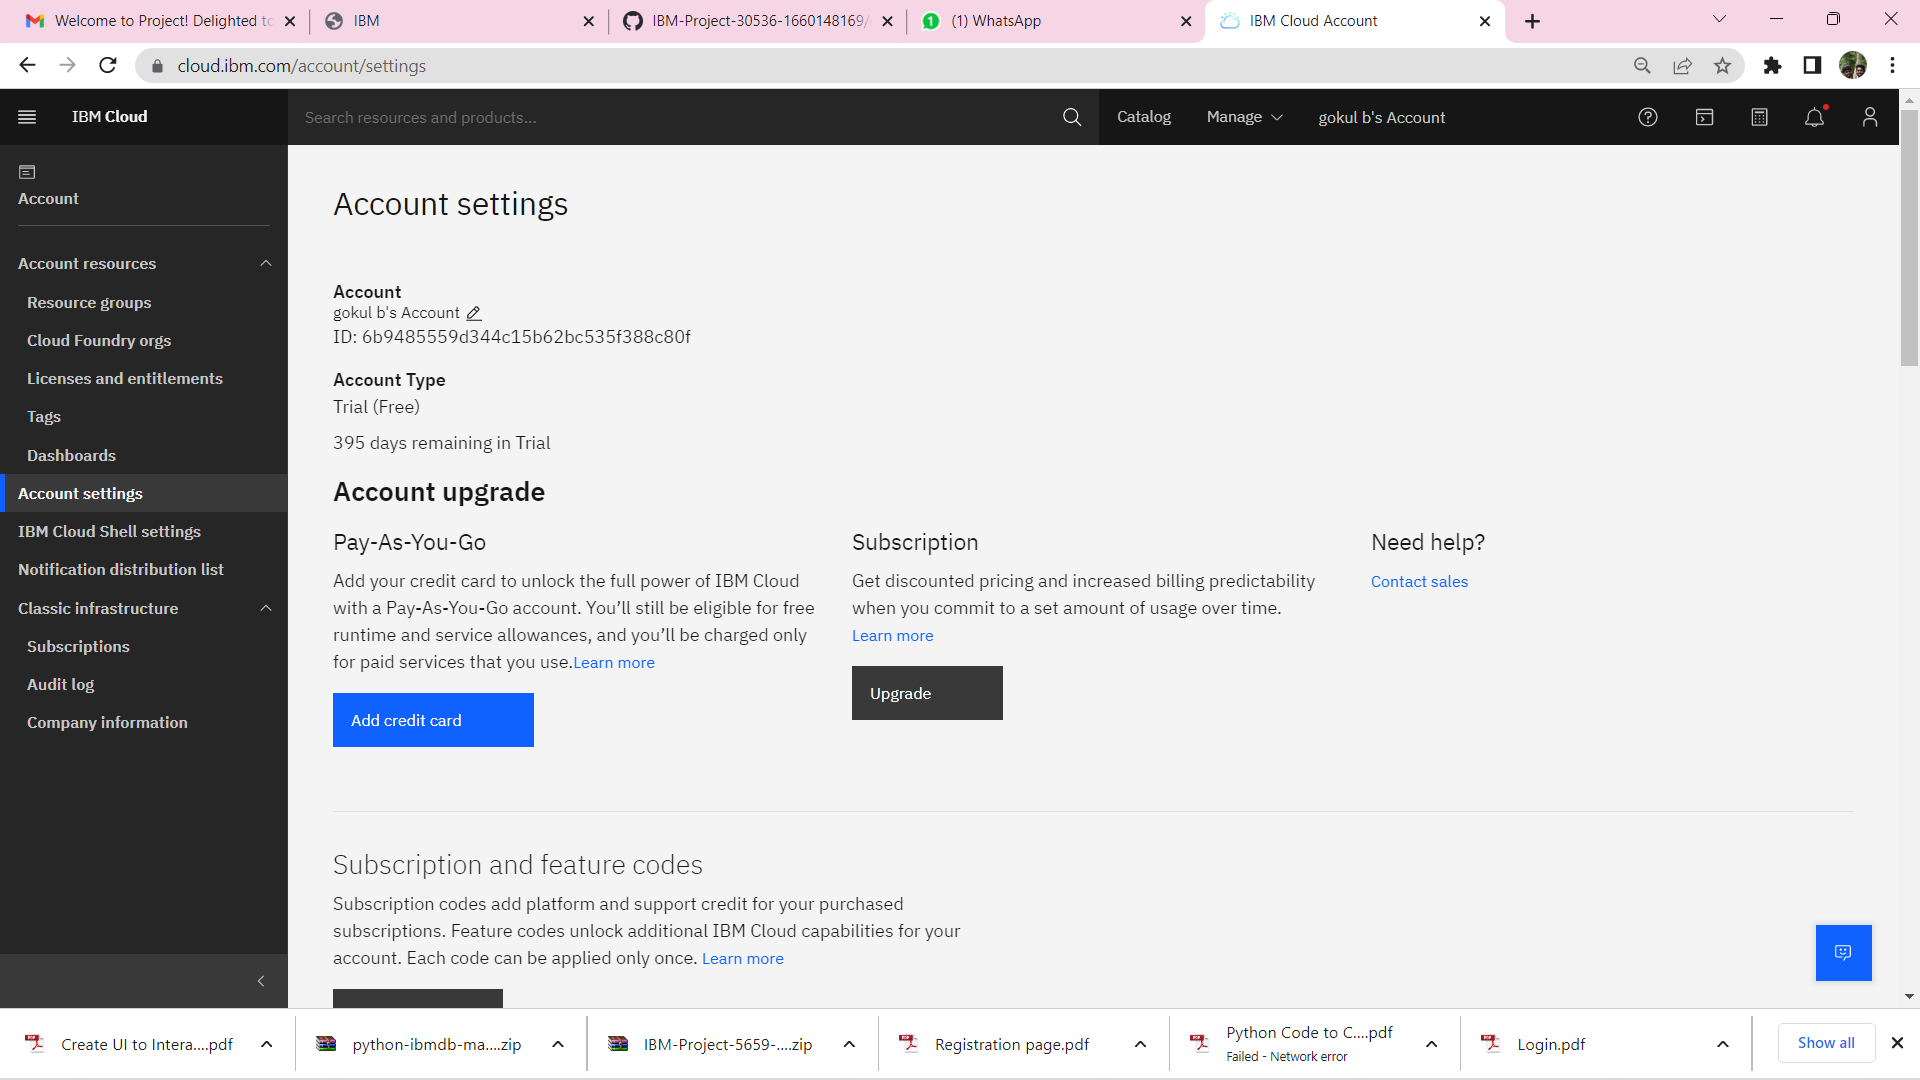 Welcome to Project! Delighted to
IBM
IBM-Project-30536-1660148169/
(1) WhatsApp
IBM Cloud Account
cloud.ibm.com/account/settings
IBM Cloud
Search resources and products...
Catalog
Manage
gokul b's Account
Account
Account resources
Resource groups
Cloud Foundry orgs
Licenses and entitlements
Tags
Dashboards
Account settings
IBM Cloud Shell settings
Notification distribution list
Classic infrastructure
Subscriptions
Audit log
Company information
Account settings
Account
gokul b's Account
ID: 6b9485559d344c15b62bc535f388c80f
Account Type
Trial (Free)
395 days remaining in Trial
Account upgrade
Pay-As-You-Go
Add your credit card to unlock the full power of IBM Cloud
with a Pay-As-You-Go account. You’ll still be eligible for free
runtime and service allowances, and you’ll be charged only
for paid services that you use.Learn more
Add credit card
Subscription
Get discounted pricing and increased billing predictability
when you commit to a set amount of usage over time.
Learn more
Upgrade
Need help?
Contact sales
Subscription and feature codes
Subscription codes add platform and support credit for your purchased
subscriptions. Feature codes unlock additional IBM Cloud capabilities for your
account. Each code can be applied only once. Learn more
Create UI to Intera....pdf
python-ibmdb-ma....zip
IBM-Project-5659-....zip
Registration page.pdf
Python Code to C....pdf
Failed - Network error
Login.pdf
Show all